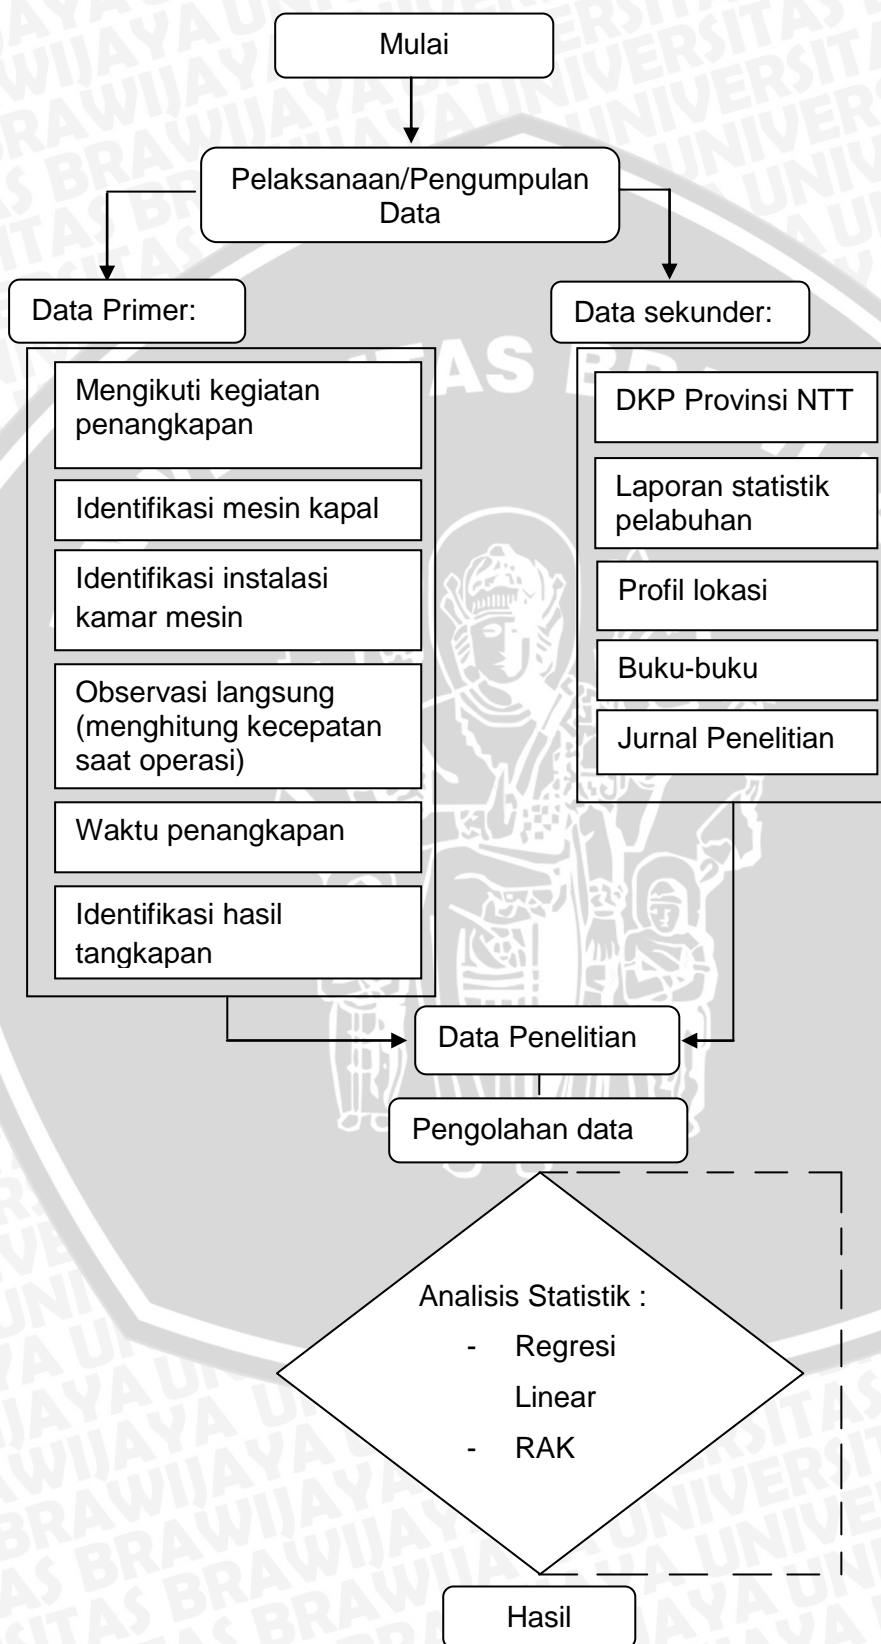 Mulai
Pelaksanaan/Pengumpulan
Data
Data Primer:
Mengikuti kegiatan
penangkapan
Identifikasi mesin kapal
Identifikasi instalasi
kamar mesin
Observasi langsung
(menghitung kecepatan
saat operasi)
Waktu penangkapan
Identifikasi hasil
tangkapan
Data sekunder:
DKP Provinsi NTT
Laporan statistik
pelabuhan
Profil lokasi
Buku-buku
Jurnal Penelitian
Data Penelitian
Pengolahan data
Analisis Statistik :
- Regresi
Linear
- RAK
Hasil